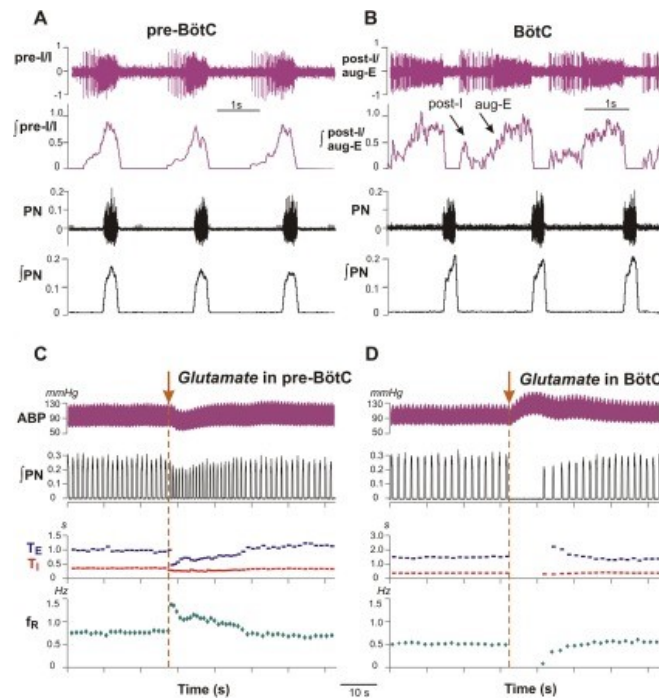 A
pre-BötC
pre-I/I
1
0
-1
1s
∫pre-I/I
0.8
0.4
0
PN
0.2
0.1
0
∫PN
0.2
0.1
0
B
BötC
post-I/
aug-E
1
0
-1
post-I
aug-E
1s
∫post-I/
aug-E
0.8
0.4
0
PN
0.2
0.1
0
∫PN
0.2
0.1
0
C
Glutamate in pre-BötC
mmHg
ABP
130
90
50
∫PN
0.3
0.2
0.1
0
s
TE
TI
1.5
1.0
0.5
0
Hz
fR
1.5
1.0
0.5
0
Time (s)
10 s
D
Glutamate in BötC
mmHg
130
90
50
0.3
0.2
0.1
0
s
3.0
2.0
1.0
0
Hz
1.5
1.0
0.5
0
Time (s)